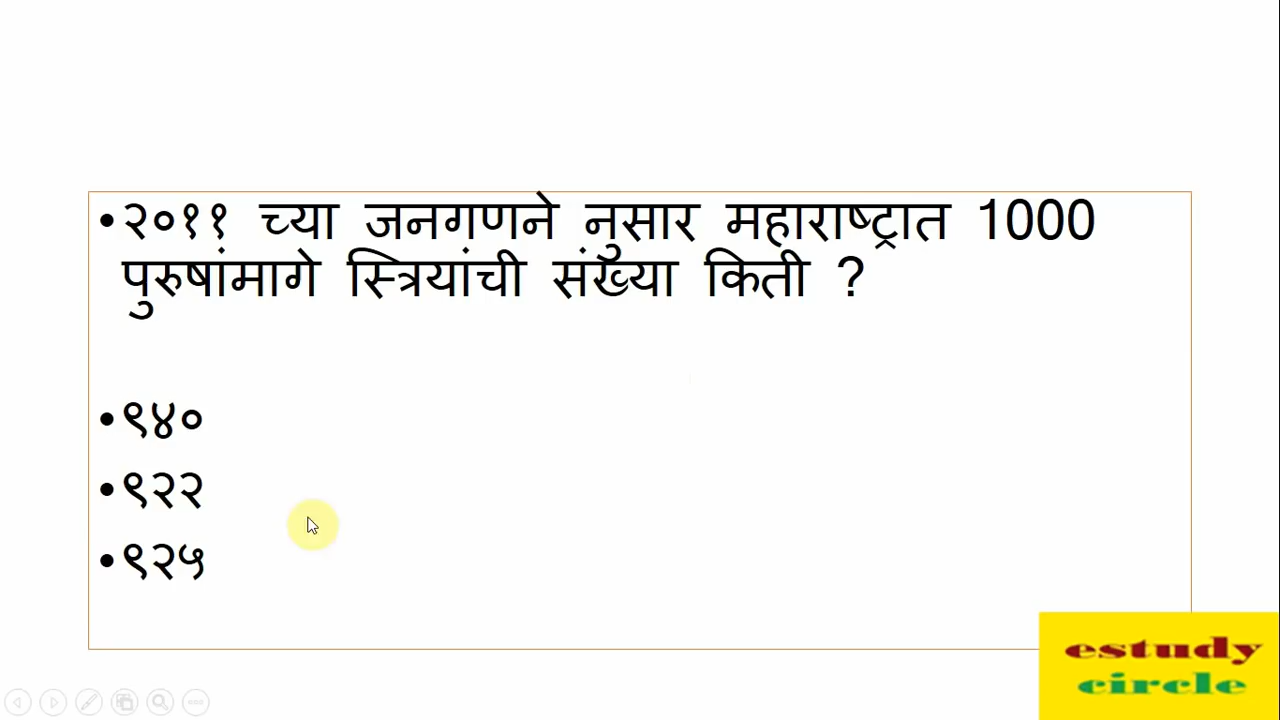 •२०११ च्या जनगणने नुसार महाराष्ट्रात 1000
पुरुषांमागे स्त्रियांची संख्या किती ?
•९४०
•९२२
•९२५
estudy
circle